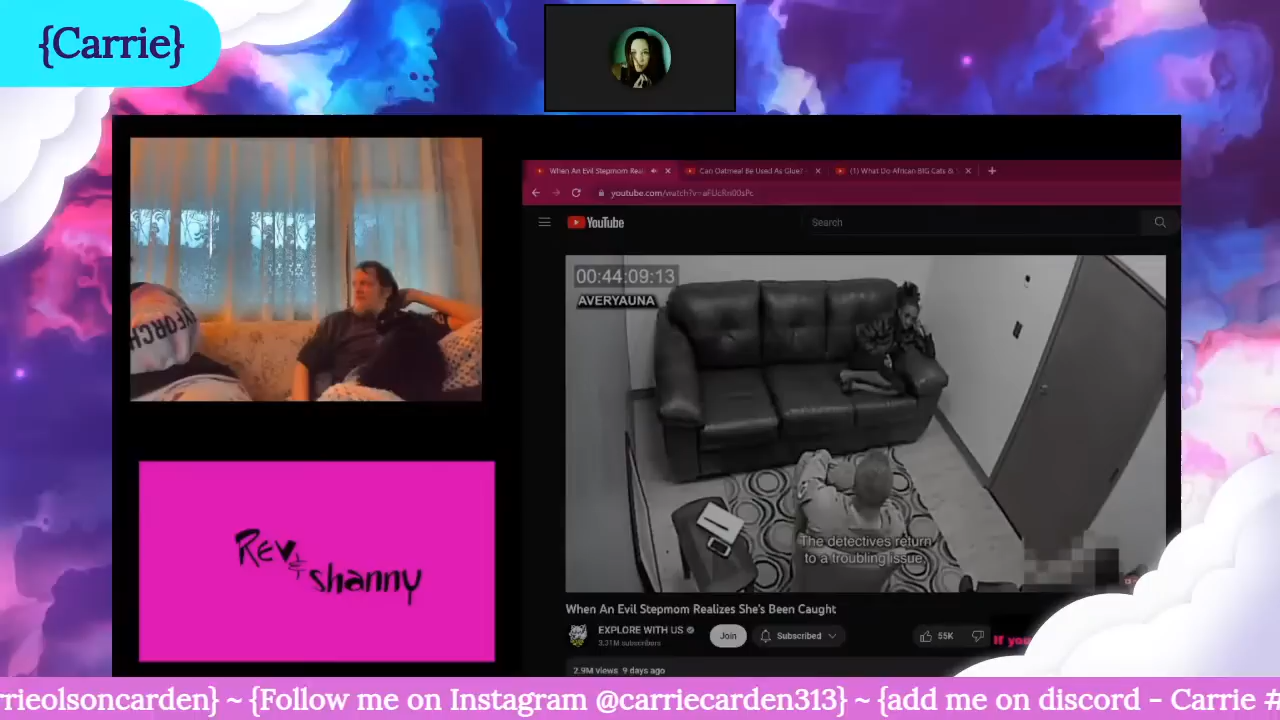 {Carrie}
When An Evil Stepmom Real
Can Oatmeal Be Used As Glue?
(1) What Do African BIG Cats &
YouTube
Search
00:44:09:13
AVERYAUNA
The detectives return
to a troubling issue.
Rev & shanny
When An Evil Stepmom Realizes She's Been Caught
EXPLORE WITH US
3.31M subscribers
Join
Subscribed
55K
If you
2.9M views 9 days ago
rrieolsoncarden} ~ {Follow me on Instagram @carriecarden313} ~ {add me on discord - Carrie #